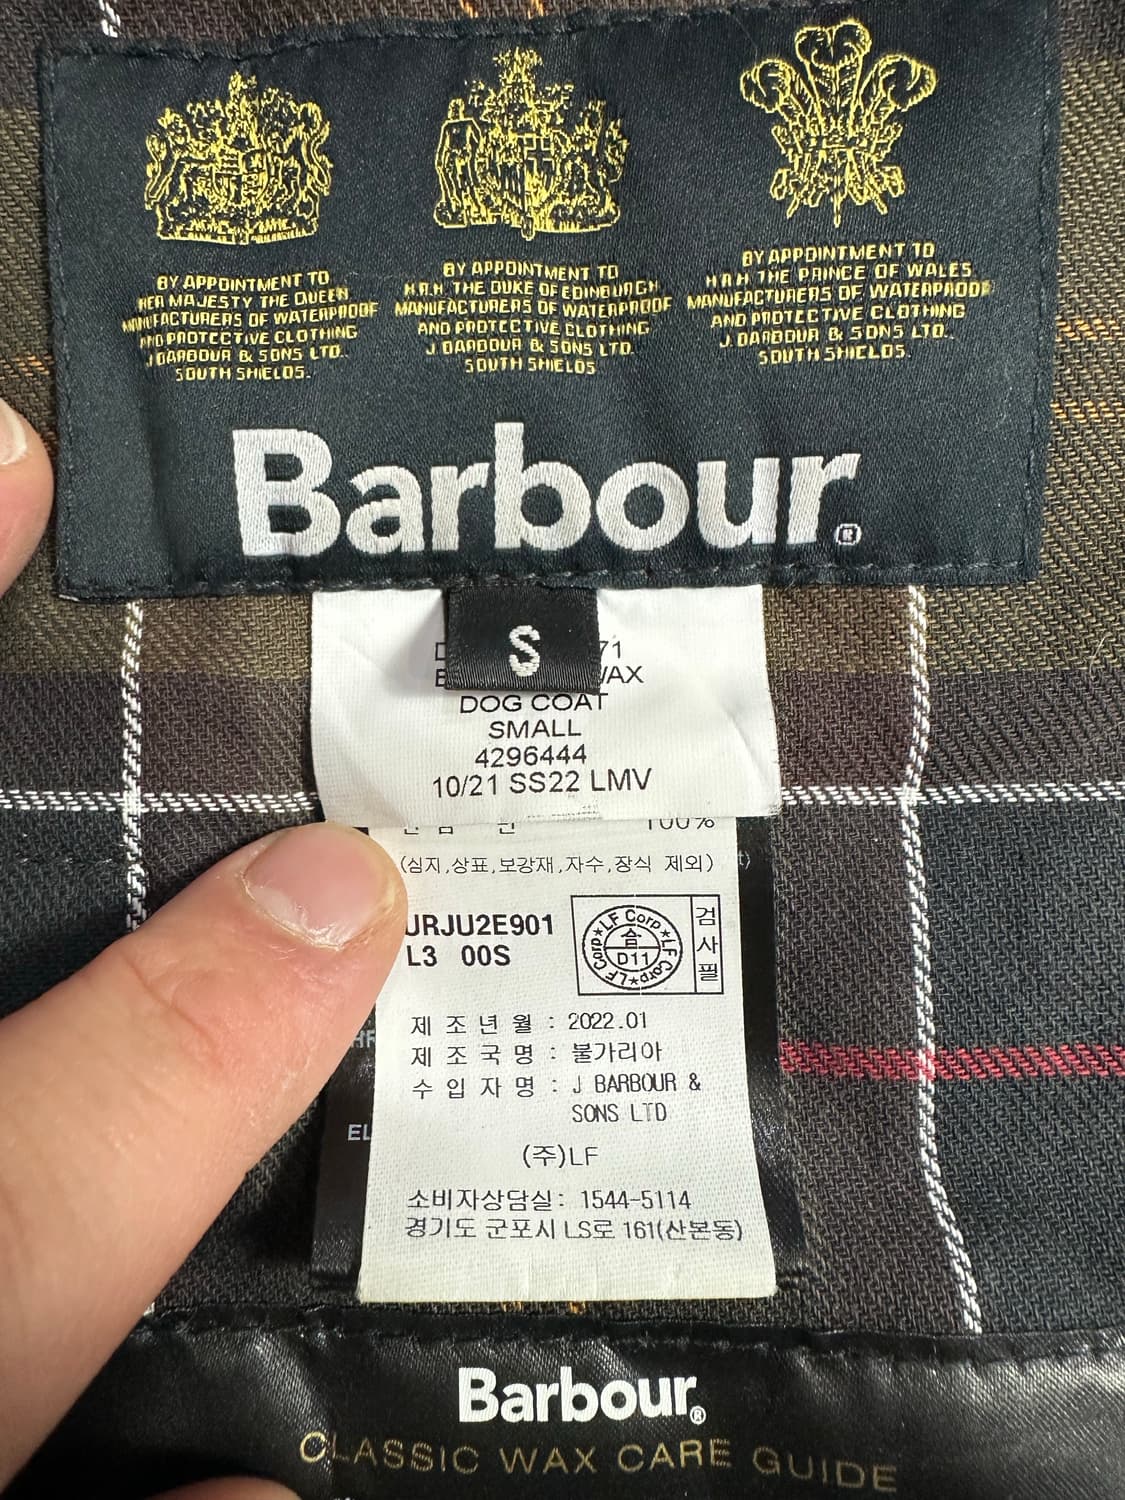 BY APPOINTMENT TO
HER MAJESTY THE QUEEN
MANUFACTURERS OF WATERPROOF
AND PROTECTIVE CLOTHING
J. BARBOUR & SONS LTD.
SOUTH SHIELDS.
BY APPOINTMENT TO
H.R.H. THE DUKE OF EDINBURGH
MANUFACTURERS OF WATERPROOF
AND PROTECTIVE CLOTHING
J. BARBOUR & SONS LTD.
SOUTH SHIELDS
BY APPOINTMENT TO
H.R.H THE PRINCE OF WALES
MANUFACTURERS OF WATERPROOF
AND PROTECTIVE CLOTHING
J. BARBOUR & SONS LTD.
SOUTH SHIELDS.
Barbour®
S
71
DOG COAT
SMALL
4296444
10/21 SS22 LMV
100%
(심지,상표,보강재,자수,장식 제외)
URJU2E901
L3 00S
LF Corp★LF Corp★LF Corp★
合
D11
검사필
제 조 년 월 : 2022.01
제 조 국 명 : 불가리아
수 입 자 명 : J BARBOUR &
SONS LTD
(주)LF
소비자상담실: 1544-5114
경기도 군포시 LS로 161(산본동)
Barbour®
CLASSIC WAX CARE GUIDE